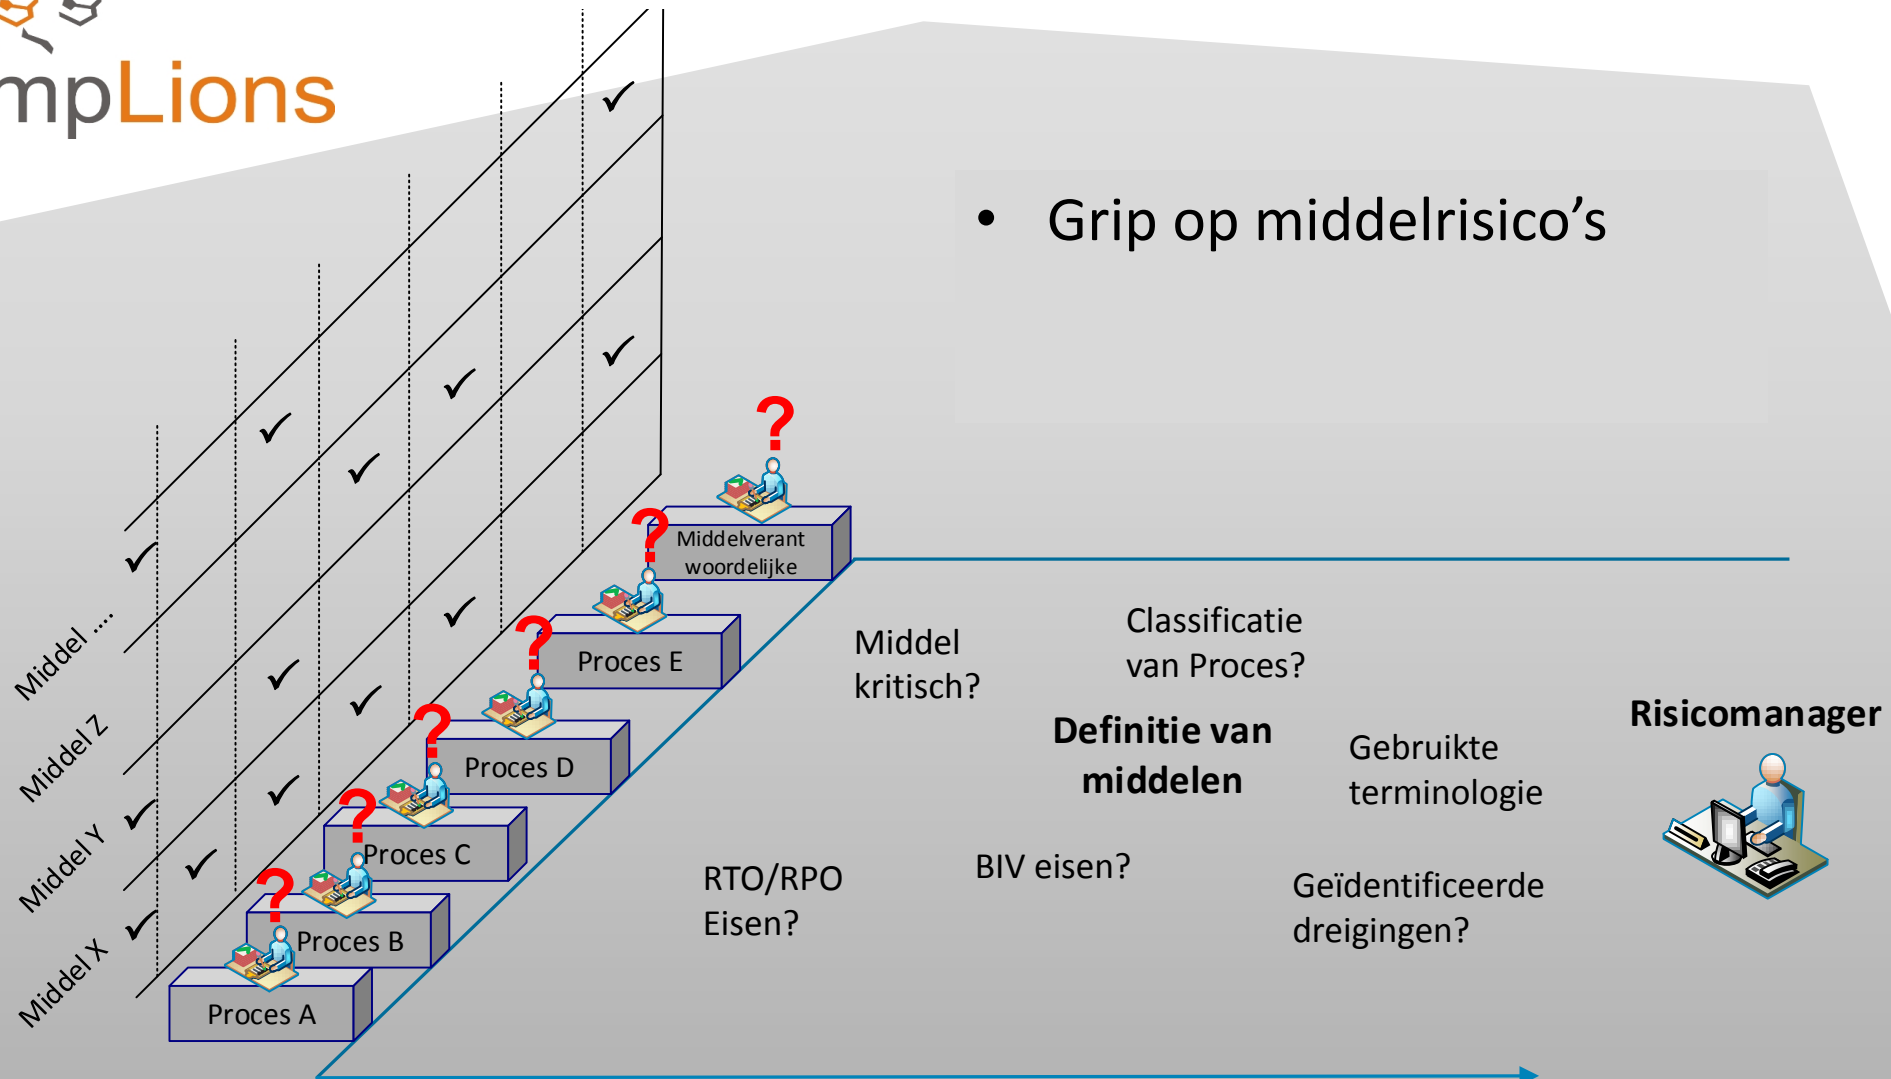 mpLions
• Grip op middelrisico’s
?
?
?
?
?
?
Middelverant
woordelijke
Proces E
Proces D
Proces C
Proces B
Proces A
Middel ....
Middel Z
Middel Y
Middel X
Middel
kritisch?
Classificatie
van Proces?
Definitie van
middelen
Gebruikte
terminologie
Risicomanager
RTO/RPO
Eisen?
BIV eisen?
Geïdentificeerde
dreigingen?